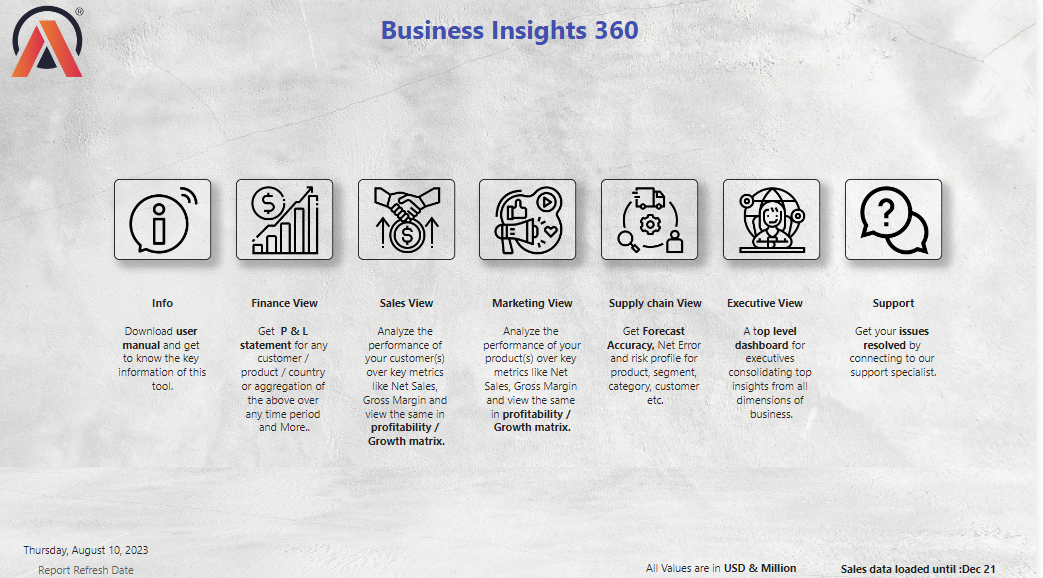 ®
Business Insights 360
Info
Download user
manual and get
to know the key
information of this
tool.
Finance View
Get P & L
statement for any
customer /
product / country
or aggregation of
the above over
any time period
and More..
Sales View
Analyze the
performance of
your customer(s)
over key metrics
like Net Sales,
Gross Margin and
view the same in
profitability /
Growth matrix.
Marketing View
Analyze the
performance of your
product(s) over key
metrics like Net
Sales, Gross Margin
and view the same
in profitability /
Growth matrix.
Supply chain View
Get Forecast
Accuracy, Net Error
and risk profile for
product, segment,
category, customer
etc.
Executive View
A top level
dashboard for
executives
consolidating top
insights from all
dimensions of
business.
Support
Get your issues
resolved by
connecting to our
support specialist.
Thursday, August 10, 2023
Report Refresh Date
All Values are in USD & Million
Sales data loaded until :Dec 21